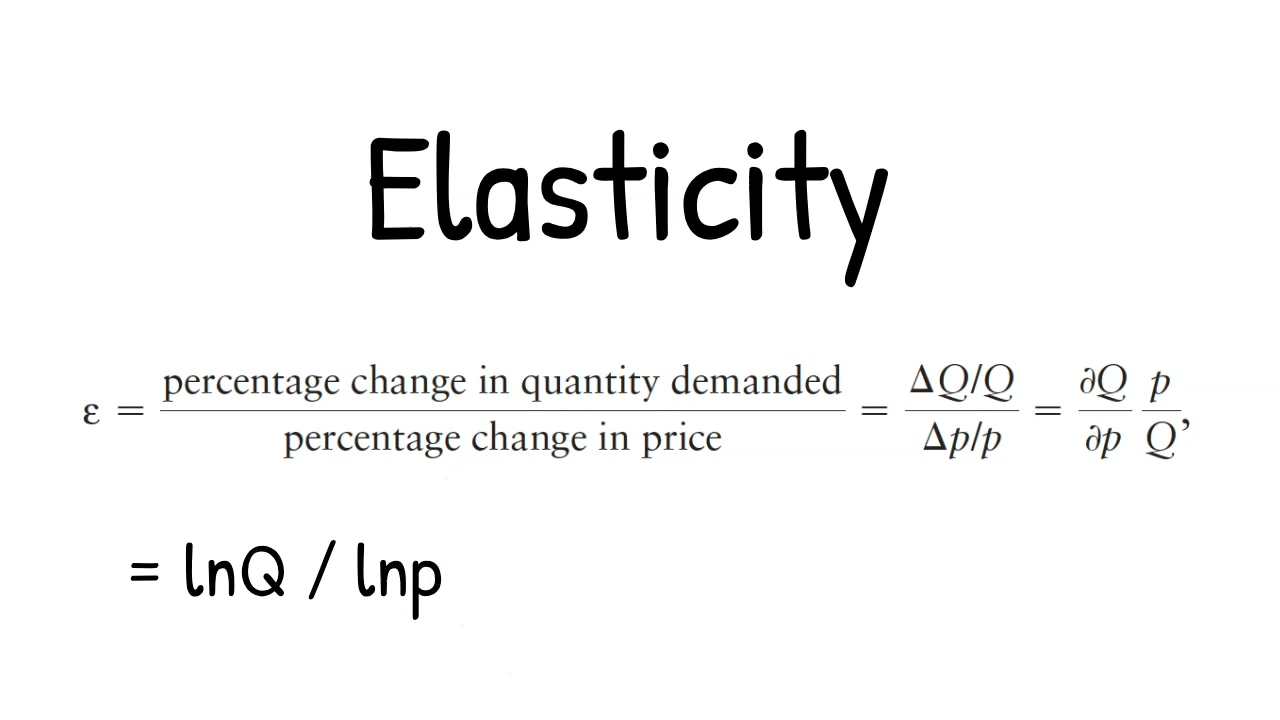 Elasticity
ε = percentage change in quantity demanded / percentage change in price = ΔQ/Q / Δp/p = ∂Q/∂p p/Q,
= lnQ / lnp